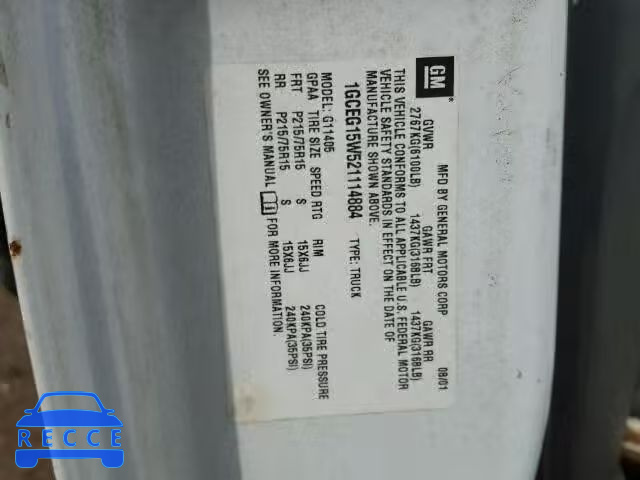 GM
MFD BY GENERAL MOTORS CORP 08/01
GVWR GAWR FRT GAWR RR
2767KG(6100LB) 1437KG(3168LB) 1437KG(3168LB)
THIS VEHICLE CONFORMS TO ALL APPLICABLE U.S. FEDERAL MOTOR
VEHICLE SAFETY STANDARDS IN EFFECT ON THE DATE OF
MANUFACTURE SHOWN ABOVE.
1GCEG15W521114884 TYPE: TRUCK
MODEL: G11405
GPAA TIRE SIZE SPEED RTG RIM COLD TIRE PRESSURE
FRT: P215/75R15 S 15X6JJ 240KPA(35PSI)
RR: P215/75R15 S 15X6JJ 240KPA(35PSI)
SEE OWNER'S MANUAL FOR MORE INFORMATION.
RECCE